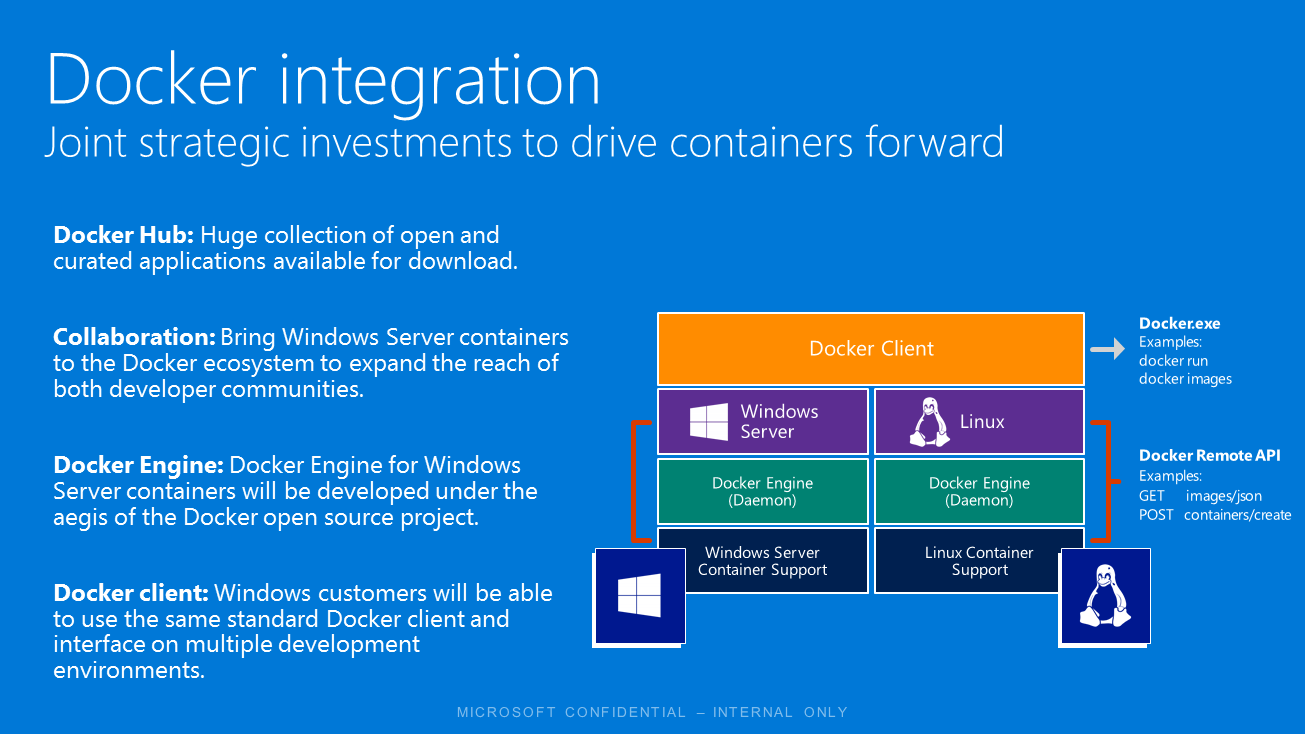 Docker integration
Joint strategic investments to drive containers forward
Docker Hub: Huge collection of open and
curated applications available for download.
Collaboration: Bring Windows Server containers
to the Docker ecosystem to expand the reach of
both developer communities.
Docker Engine: Docker Engine for Windows
Server containers will be developed under the
aegis of the Docker open source project.
Docker client: Windows customers will be able
to use the same standard Docker client and
interface on multiple development
environments.
Docker Client
Windows
Server
Linux
Docker Engine
(Daemon)
Docker Engine
(Daemon)
Windows Server
Container Support
Linux Container
Support
Docker.exe
Examples:
docker run
docker images
Docker Remote API
Examples:
GET images/json
POST containers/create
MICROSOFT CONFIDENTIAL – INTERNAL ONLY